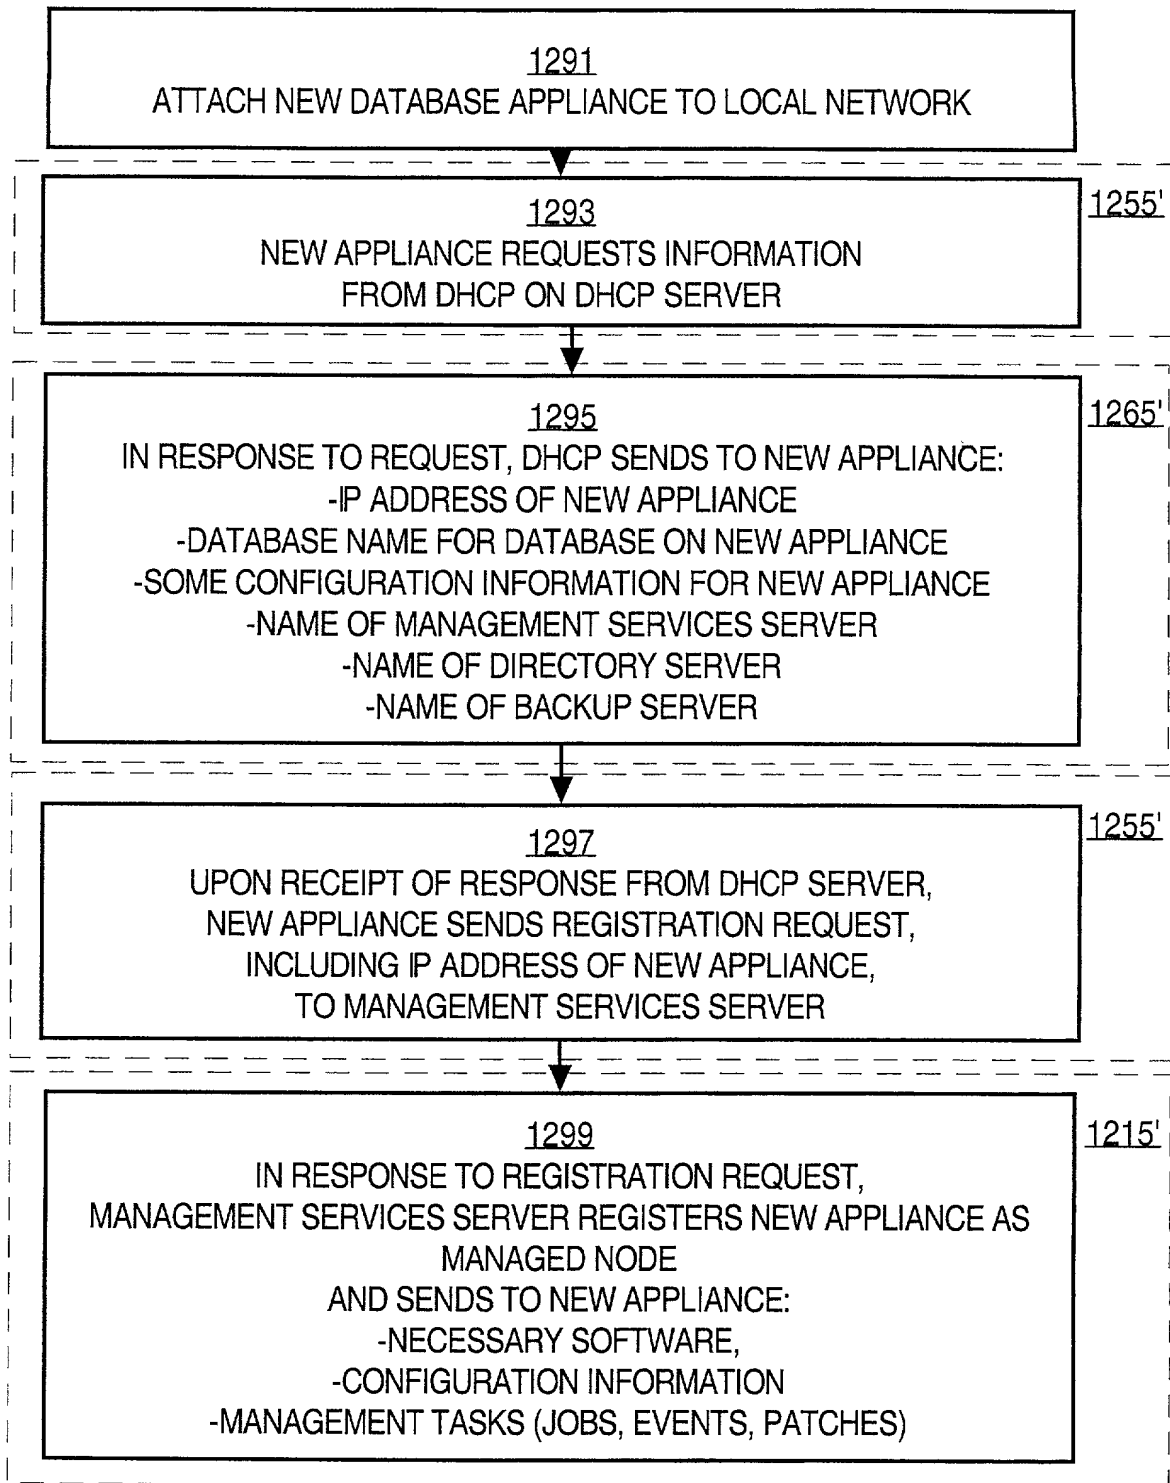 1291
ATTACH NEW DATABASE APPLIANCE TO LOCAL NETWORK
1255'
1293
NEW APPLIANCE REQUESTS INFORMATION
FROM DHCP ON DHCP SERVER
1265'
1295
IN RESPONSE TO REQUEST, DHCP SENDS TO NEW APPLIANCE:
-IP ADDRESS OF NEW APPLIANCE
-DATABASE NAME FOR DATABASE ON NEW APPLIANCE
-SOME CONFIGURATION INFORMATION FOR NEW APPLIANCE
-NAME OF MANAGEMENT SERVICES SERVER
-NAME OF DIRECTORY SERVER
-NAME OF BACKUP SERVER
1255'
1297
UPON RECEIPT OF RESPONSE FROM DHCP SERVER,
NEW APPLIANCE SENDS REGISTRATION REQUEST,
INCLUDING IP ADDRESS OF NEW APPLIANCE,
TO MANAGEMENT SERVICES SERVER
1215'
1299
IN RESPONSE TO REGISTRATION REQUEST,
MANAGEMENT SERVICES SERVER REGISTERS NEW APPLIANCE AS
MANAGED NODE
AND SENDS TO NEW APPLIANCE:
-NECESSARY SOFTWARE,
-CONFIGURATION INFORMATION
-MANAGEMENT TASKS (JOBS, EVENTS, PATCHES)